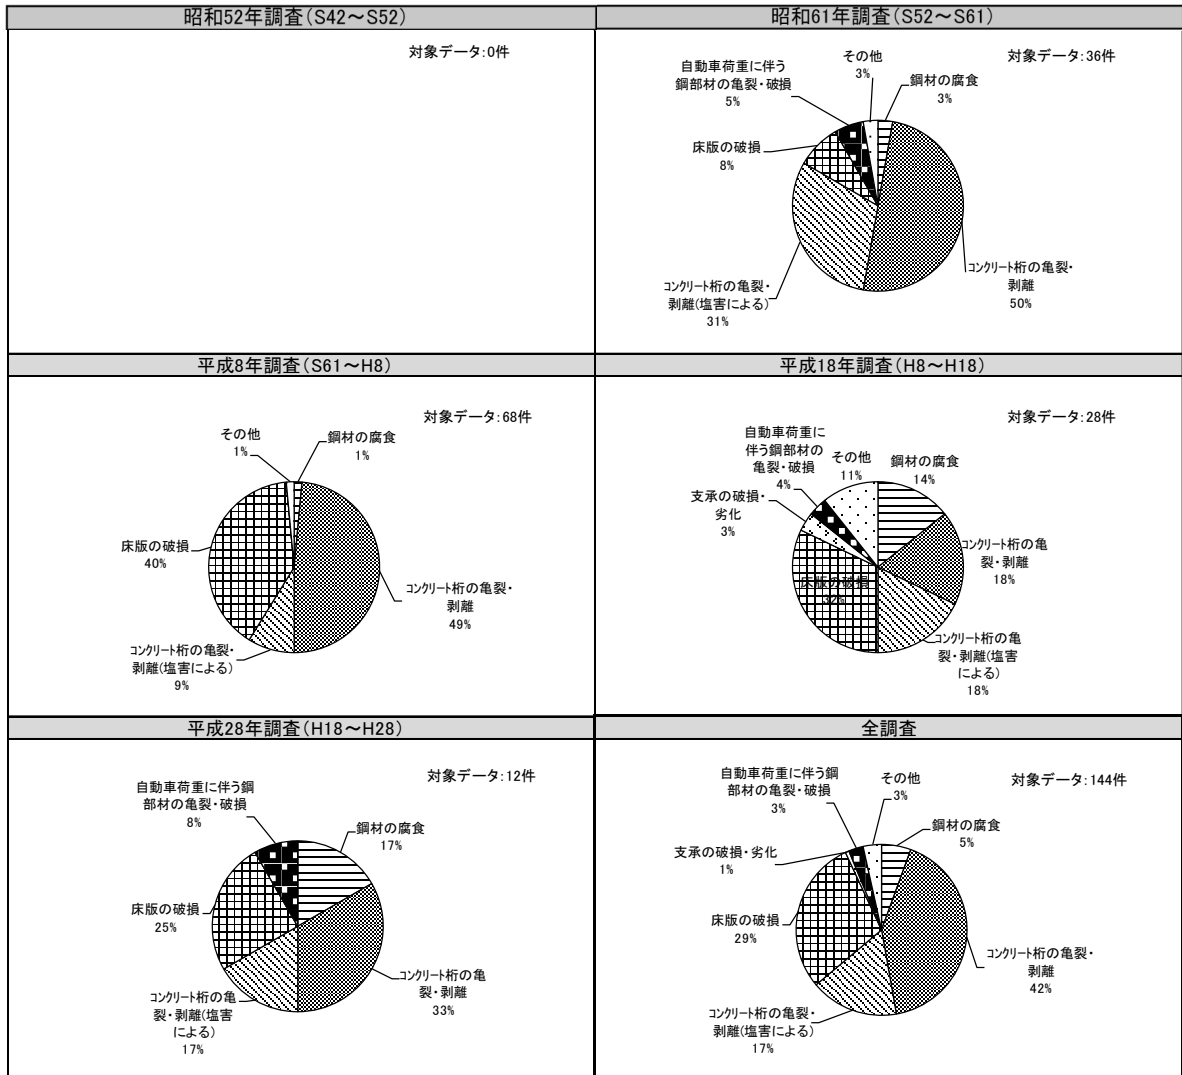 昭和52年調査(S42～S52)
対象データ:0件
昭和61年調査(S52～S61)
対象データ:36件
その他
3%
自動車荷重に伴う
鋼部材の亀裂・破損
5%
鋼材の腐食
3%
床版の破損
8%
コンクリート桁の亀裂・
剥離
50%
コンクリート桁の亀裂・
剥離(塩害による)
31%
平成8年調査(S61～H8)
対象データ:68件
その他
1%
鋼材の腐食
1%
床版の破損
40%
コンクリート桁の亀裂・
剥離
49%
コンクリート桁の亀裂・
剥離(塩害による)
9%
平成18年調査(H8～H18)
対象データ:28件
自動車荷重に
伴う鋼部材の
亀裂・破損
4%
その他
11%
鋼材の腐食
14%
支承の破損・
劣化
3%
コンクリート桁の亀
裂・剥離
18%
床版の破損
32%
コンクリート桁の亀
裂・剥離(塩害
による)
18%
平成28年調査(H18～H28)
対象データ:12件
自動車荷重に伴う鋼
部材の亀裂・破損
8%
鋼材の腐食
17%
床版の破損
25%
コンクリート桁の亀
裂・剥離
33%
コンクリート桁の亀
裂・剥離(塩害
による)
17%
全調査
対象データ:144件
自動車荷重に伴う鋼
部材の亀裂・破損
3%
その他
3%
鋼材の腐食
5%
支承の破損・劣化
1%
床版の破損
29%
コンクリート桁の亀裂・
剥離
42%
コンクリート桁の亀裂・
剥離(塩害による)
17%